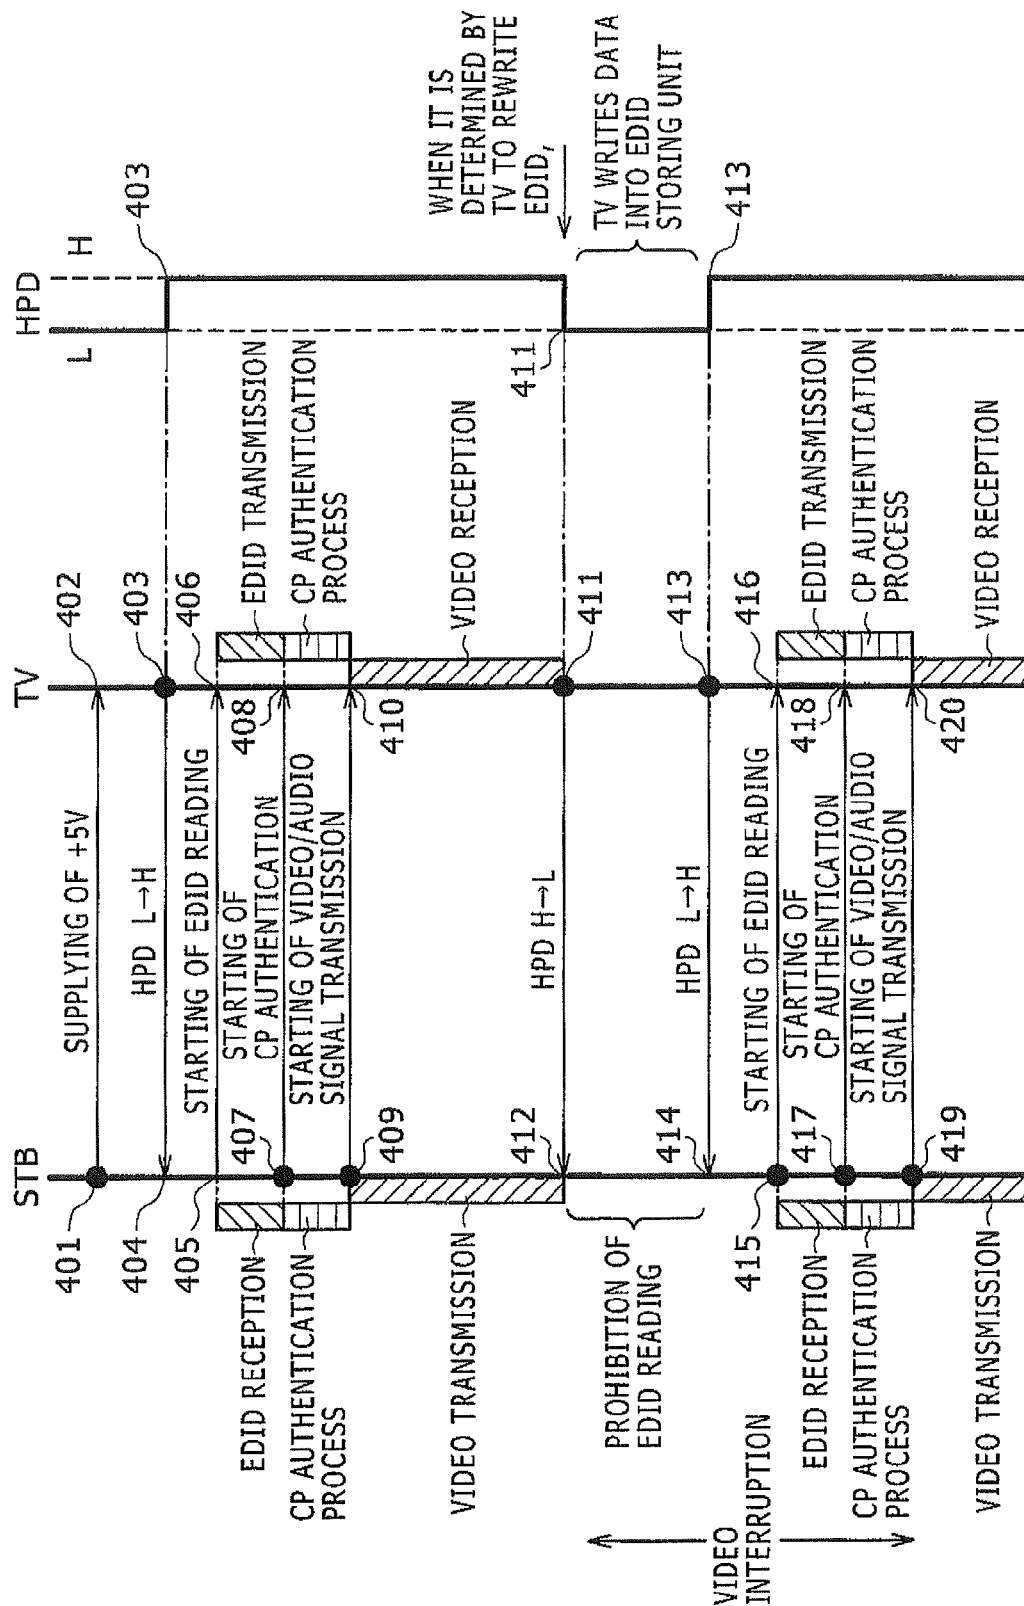 STB
TV
HPD
L
H
401
SUPPLYING OF +5V
402
404
HPD L→H
403
403
405
STARTING OF EDID READING
406
EDID RECEPTION
STARTING OF
CP AUTHENTICATION
407
408
EDID TRANSMISSION
CP AUTHENTICATION
PROCESS
STARTING OF VIDEO/AUDIO
SIGNAL TRANSMISSION
409
410
CP AUTHENTICATION
PROCESS
VIDEO TRANSMISSION
VIDEO RECEPTION
WHEN IT IS
DETERMINED BY
TV TO REWRITE
EDID,
412
HPD H→L
411
411
PROHIBITION OF
EDID READING
TV WRITES DATA
INTO EDID
STORING UNIT
414
HPD L→H
413
413
VIDEO
INTERRUPTION
415
STARTING OF EDID READING
416
EDID RECEPTION
STARTING OF
CP AUTHENTICATION
417
418
EDID TRANSMISSION
CP AUTHENTICATION
PROCESS
STARTING OF VIDEO/AUDIO
SIGNAL TRANSMISSION
419
420
CP AUTHENTICATION
PROCESS
VIDEO TRANSMISSION
VIDEO RECEPTION